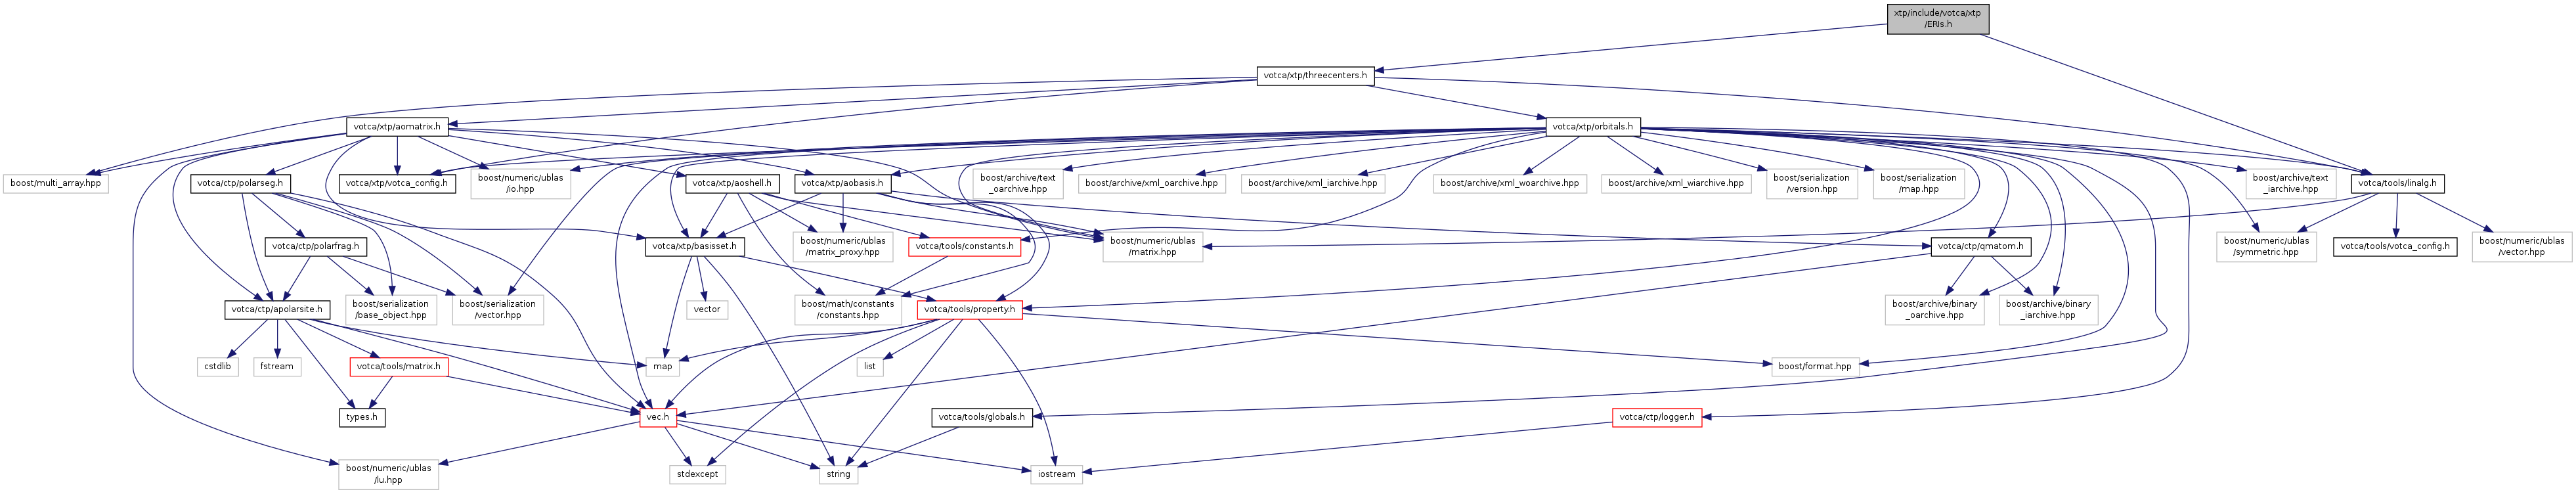 xtp/include/votca/xtp
/ERIs.h
votca/xtp/threecenters.h
votca/xtp/aomatrix.h
votca/xtp/orbitals.h
boost/multi_array.hpp
votca/ctp/polarseg.h
votca/xtp/votca_config.h
boost/numeric/ublas
/io.hpp
votca/xtp/aoshell.h
votca/xtp/aobasis.h
boost/archive/text
_oarchive.hpp
boost/archive/xml_oarchive.hpp
boost/archive/xml_iarchive.hpp
boost/archive/xml_woarchive.hpp
boost/archive/xml_wiarchive.hpp
boost/serialization
/version.hpp
boost/serialization
/map.hpp
boost/archive/text
_iarchive.hpp
votca/tools/linalg.h
votca/ctp/polarfrag.h
votca/xtp/basisset.h
boost/numeric/ublas
/matrix_proxy.hpp
votca/tools/constants.h
boost/numeric/ublas
/matrix.hpp
votca/ctp/qmatom.h
boost/numeric/ublas
/symmetric.hpp
votca/tools/votca_config.h
boost/numeric/ublas
/vector.hpp
votca/ctp/apolarsite.h
boost/serialization
/base_object.hpp
boost/serialization
/vector.hpp
vector
boost/math/constants
/constants.hpp
votca/tools/property.h
boost/archive/binary
_oarchive.hpp
boost/archive/binary
_iarchive.hpp
cstdlib
fstream
votca/tools/matrix.h
map
list
boost/format.hpp
types.h
vec.h
votca/tools/globals.h
votca/ctp/logger.h
boost/numeric/ublas
/lu.hpp
stdexcept
string
iostream